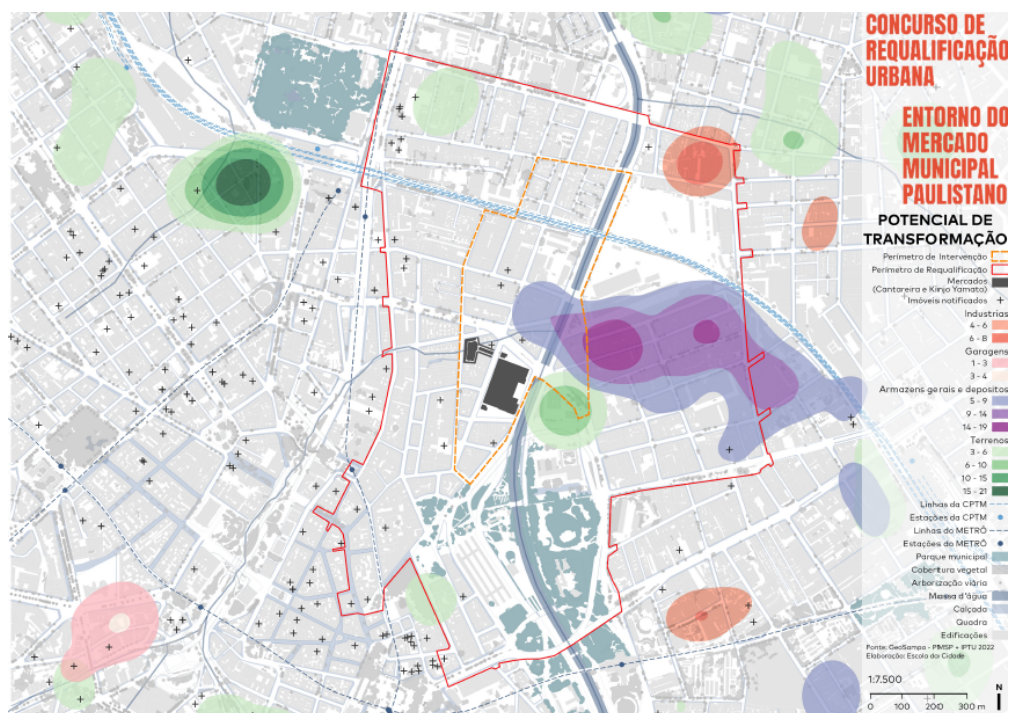 CONCURSO DE
REQUALIFICAÇÃO
URBANA
ENTORNO DO
MERCADO
MUNICIPAL
PAULISTANO
POTENCIAL DE
TRANSFORMAÇÃO
Perímetro de Intervenção
Perímetro de Requalificação
Mercados
(Cantareira e Kinjo Yamato)
Imóveis notificados
Industrias
4 - 6
6 - 8
Garagens
1 - 3
3 - 4
Armazens gerais e depositos
5 - 9
9 - 14
14 - 19
Terrenos
3 - 6
6 - 10
10 - 15
15 - 21
Linhas da CPTM
Estações da CPTM
Linhas do METRÔ
Estações do METRÔ
Parque municipal
Cobertura vegetal
Arborização viária
Massa d'água
Calçada
Quadra
Edificações
Fonte: GeoSampa - PMSP + IPTU 2022
Elaboração: Escola da Cidade
1:7.500
0 100 200 300 m
N